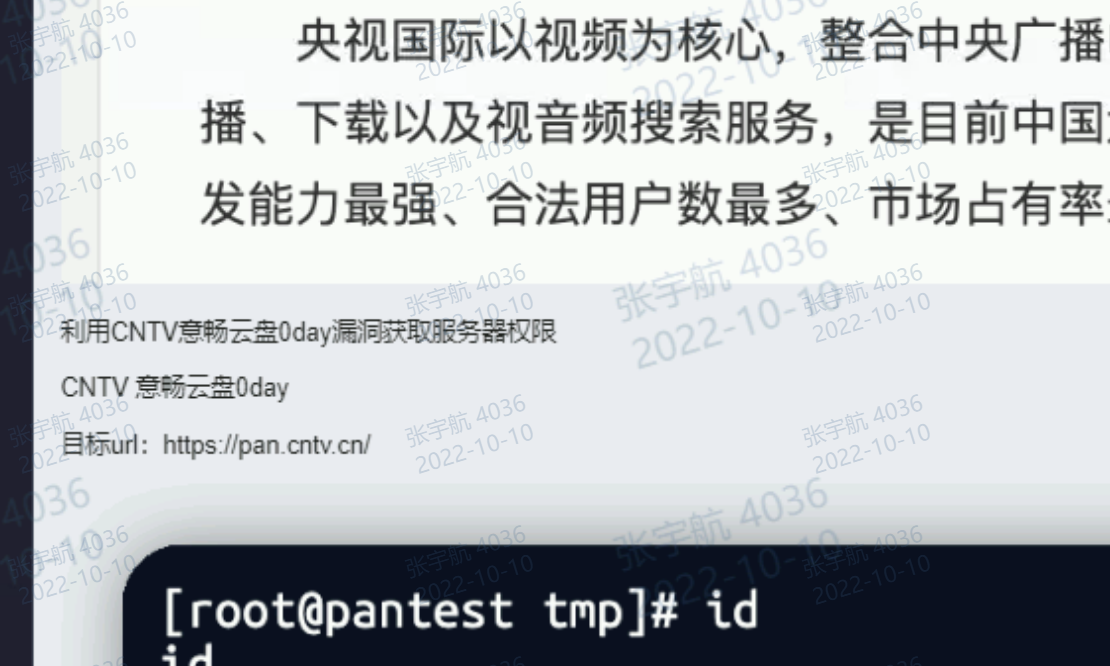 央视国际以视频为核心，整合中央广播
播、下载以及视音频搜索服务，是目前中国
发能力最强、合法用户数最多、市场占有率
利用CNTV意畅云盘0day漏洞获取服务器权限
CNTV 意畅云盘0day
目标url：https://pan.cntv.cn/
[root@pantest tmp]# id
id
张宇航 4036
2022-10-10